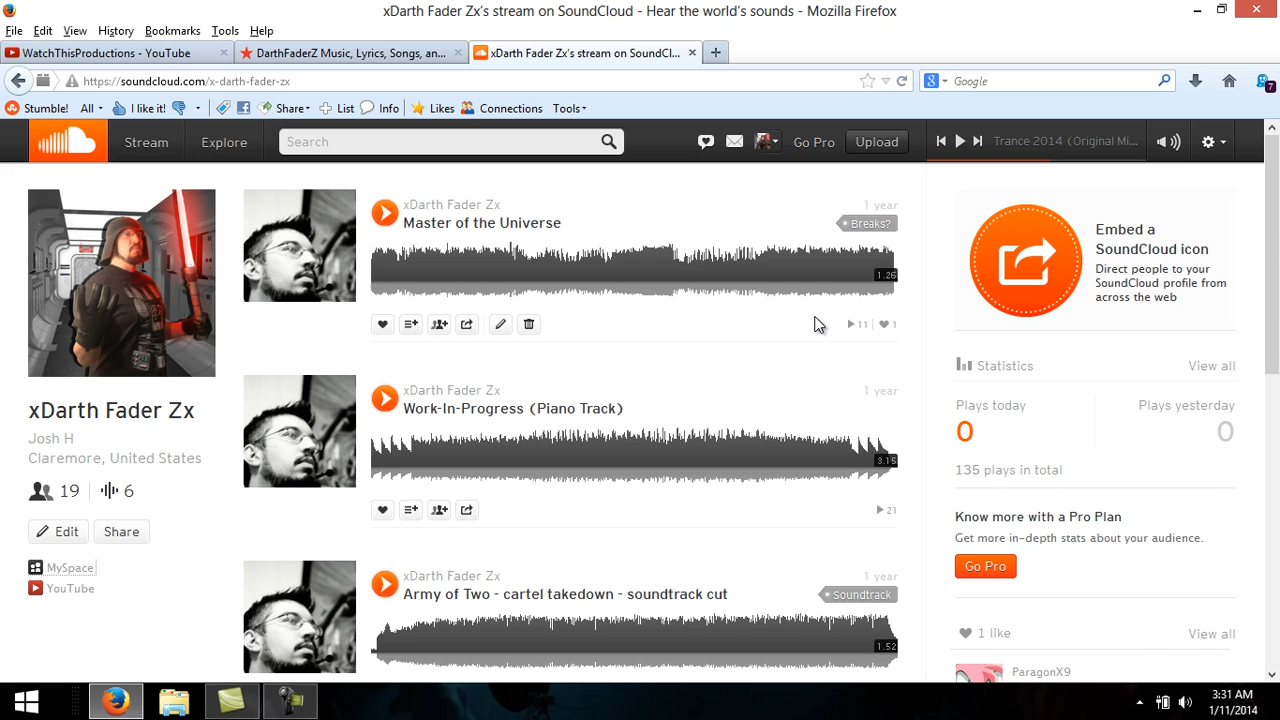 xDarth Fader Zx's stream on SoundCloud - Hear the world's sounds - Mozilla Firefox
File Edit View History Bookmarks Tools Help
WatchThisProductions - YouTube
DarthFaderZ Music, Lyrics, Songs, an...
xDarth Fader Zx's stream on SoundCl...
https://soundcloud.com/x-darth-fader-zx
Google
7
Stumble! All I like it! Share List Info Likes Connections Tools
Stream Explore Search Go Pro Upload Trance 2014 (Original Mi...
xDarth Fader Zx
1 year
Master of the Universe
Breaks?
1.26
11 1
xDarth Fader Zx
1 year
Work-In-Progress (Piano Track)
3.15
21
xDarth Fader Zx
1 year
Army of Two - cartel takedown - soundtrack cut
Soundtrack
1.52
xDarth Fader Zx
Josh H
Claremore, United States
19 6
Edit Share
MySpace
YouTube
Embed a
SoundCloud icon
Direct people to your
SoundCloud profile from
across the web
Statistics View all
Plays today Plays yesterday
0 0
135 plays in total
Know more with a Pro Plan
Get more in-depth stats about your audience.
Go Pro
1 like View all
ParagonX9
3:31 AM
1/11/2014